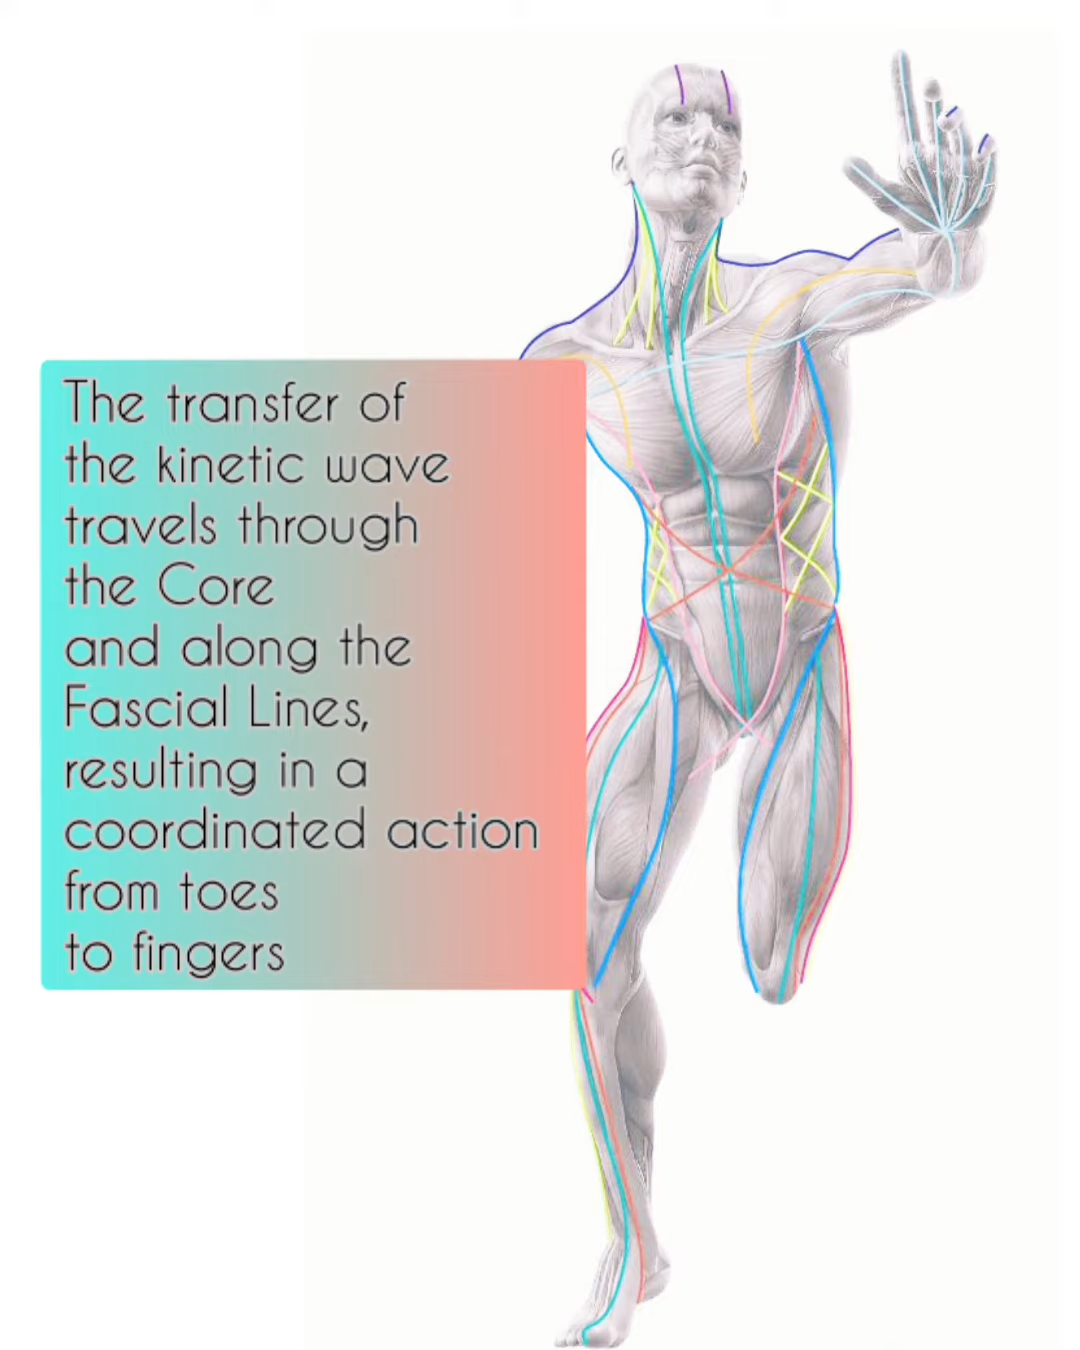 The transfer of
the kinetic wave
travels through
the Core
and along the
Fascial Lines,
resulting in a
coordinated action
from toes
to fingers